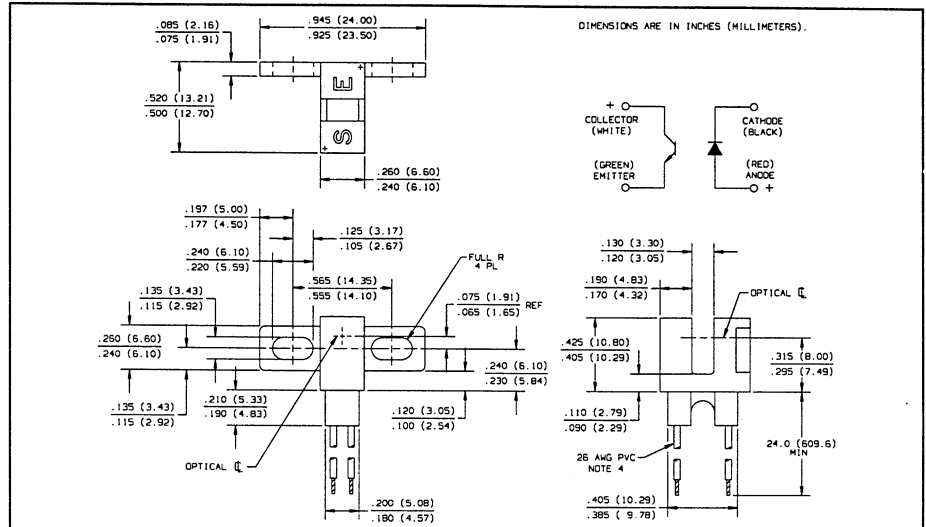 DIMENSIONS ARE IN INCHES (MILLIMETERS).
.085 (2.16)
.075 (1.91)
.945 (24.00)
.925 (23.50)
.520 (13.21)
.500 (12.70)
E
S
.260 (6.60)
.240 (6.10)
+
COLLECTOR
(WHITE)
(GREEN)
EMITTER
CATHODE
(BLACK)
(RED)
ANODE
+
.197 (5.00)
.177 (4.50)
.125 (3.17)
.105 (2.67)
.240 (6.10)
.220 (5.59)
.565 (14.35)
.555 (14.10)
FULL R
4 PL
.135 (3.43)
.115 (2.92)
.075 (1.91)
.065 (1.65) REF
.260 (6.60)
.240 (6.10)
.240 (6.10)
.230 (5.84)
.135 (3.43)
.115 (2.92)
.210 (5.33)
.190 (4.83)
.120 (3.05)
.100 (2.54)
OPTICAL ℄
.200 (5.08)
.180 (4.57)
.130 (3.30)
.120 (3.05)
.190 (4.83)
.170 (4.32)
OPTICAL ℄
.425 (10.80)
.405 (10.29)
.315 (8.00)
.295 (7.49)
.110 (2.79)
.090 (2.29)
26 AWG PVC
NOTE 4
24.0 (609.6)
MIN
.405 (10.29)
.385 ( 9.78)